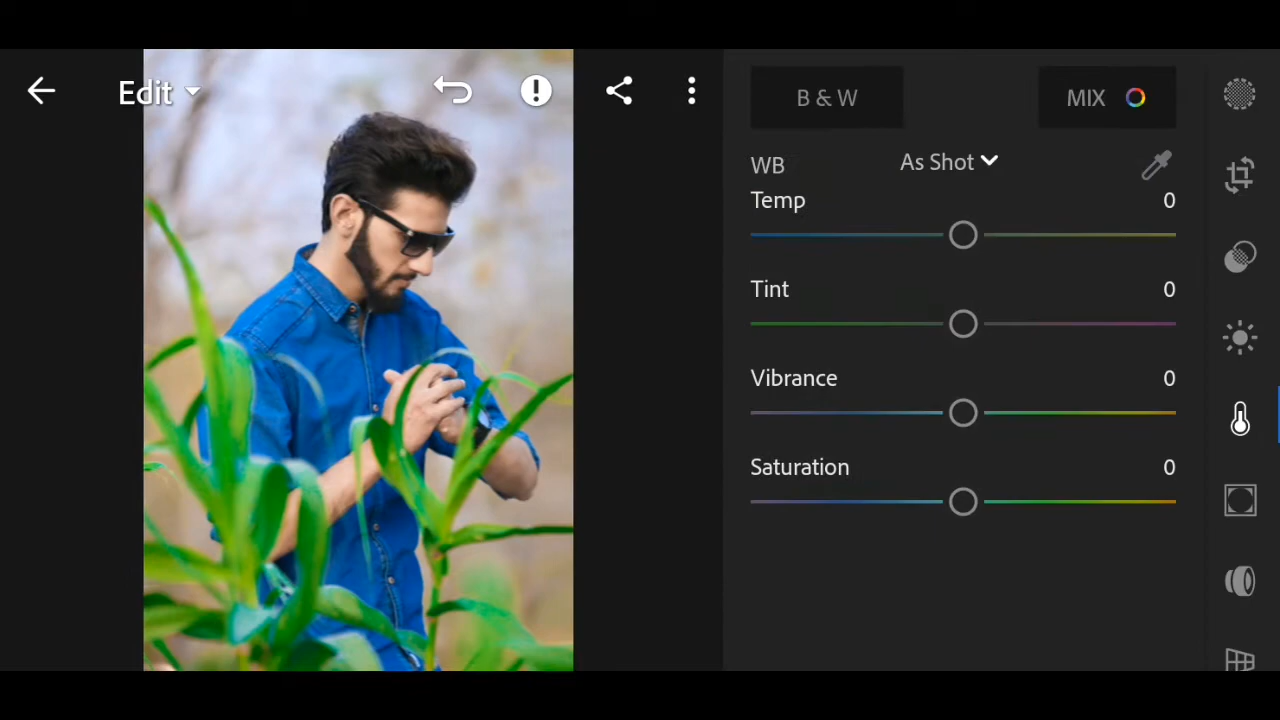 Edit
B & W
MIX
WB
As Shot
Temp
0
Tint
0
Vibrance
0
Saturation
0